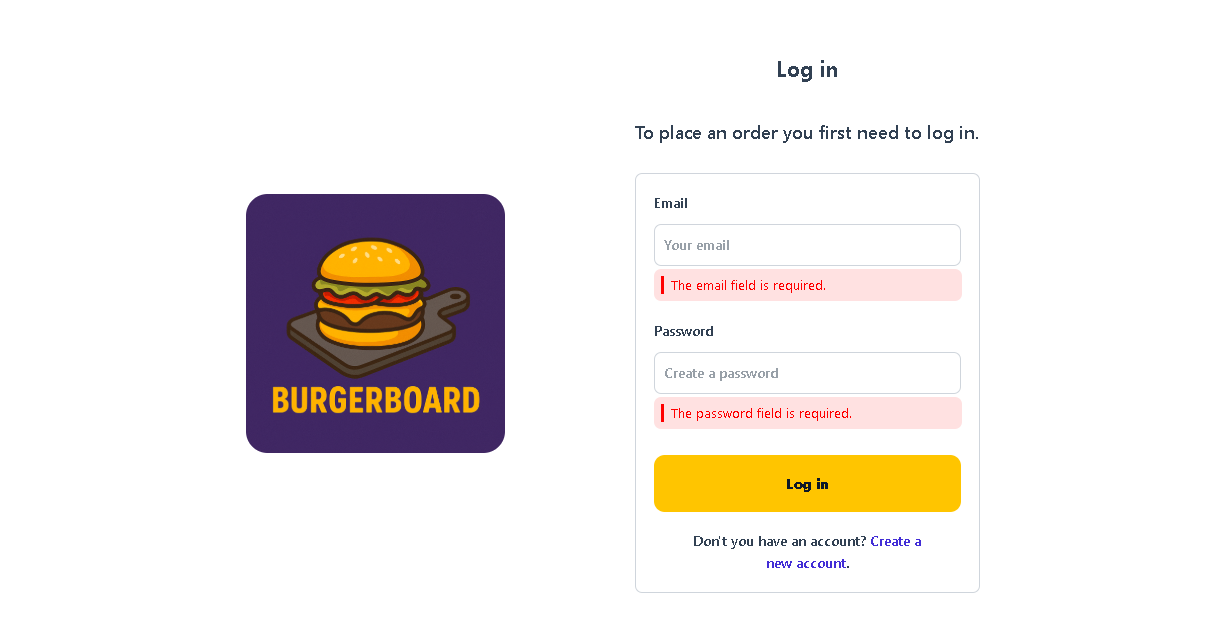 BURGERBOARD
Log in
To place an order you first need to log in.
Email
Your email
The email field is required.
Password
Create a password
The password field is required.
Log in
Don't you have an account? Create a
new account.